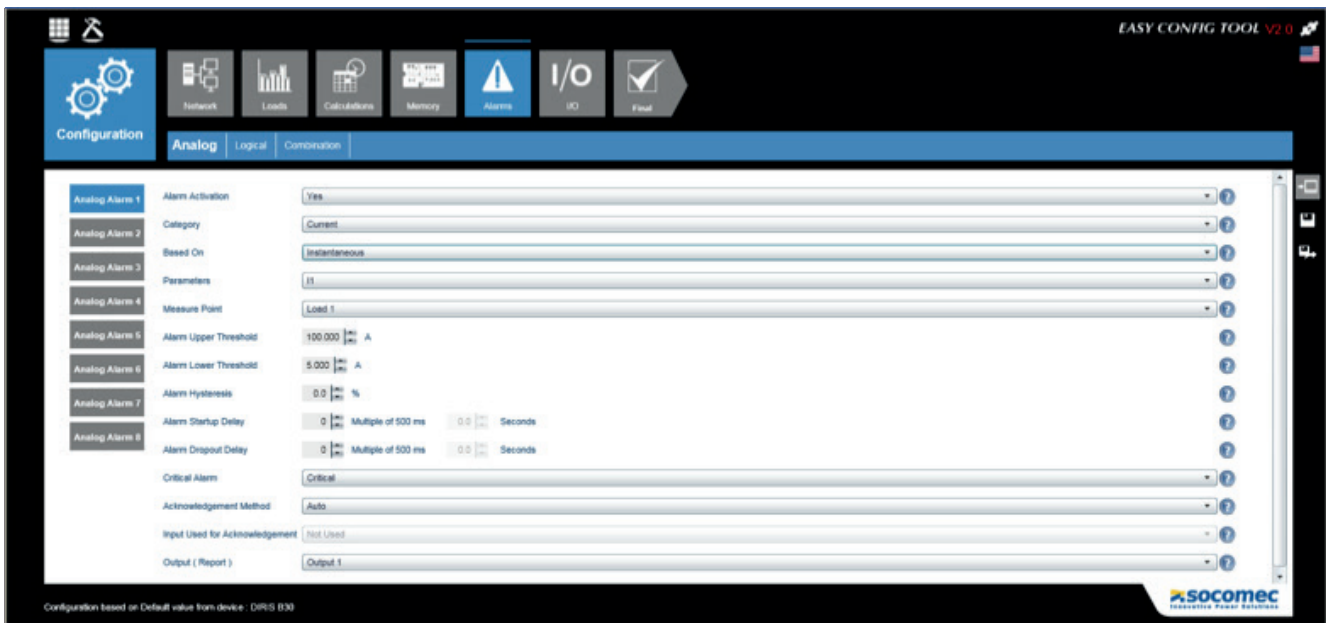 EASY CONFIG TOOL V2.0
Configuration
Network
Loads
Calculations
Memory
Alarms
I/O
I/O
Final
Analog
Logical
Combination
Analog Alarm 1
Analog Alarm 2
Analog Alarm 3
Analog Alarm 4
Analog Alarm 5
Analog Alarm 6
Analog Alarm 7
Analog Alarm 8
Alarm Activation Yes
Category Current
Based On Instantaneous
Parameters I1
Measure Point Load 1
Alarm Upper Threshold 100.000 A
Alarm Lower Threshold 5.000 A
Alarm Hysteresis 0.0 %
Alarm Startup Delay 0 Multiple of 500 ms 0.0 Seconds
Alarm Dropout Delay 0 Multiple of 500 ms 0.0 Seconds
Critical Alarm Critical
Acknowledgement Method Auto
Input Used for Acknowledgement Not Used
Output ( Report ) Output 1
Configuration based on Default value from device : DIRIS B30
socomec
Innovative Power Solutions